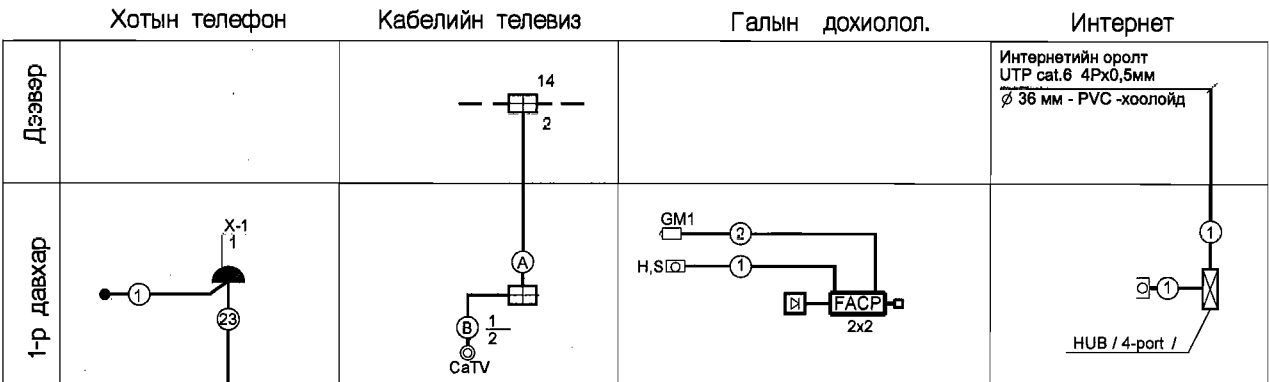 Хотын телефон
Кабелийн телевиз
Галын дохиолол.
Интернет
Дээвэр
14
2
Интернетийн оролт
UTP cat.6 4Px0,5мм
Ø 36 мм - PVC -хоолойд
1-р давхар
X-1
1
1
23
A
B
1
2
CaTV
GM1
2
H,S
1
FACP
2x2
1
1
HUB / 4-port /